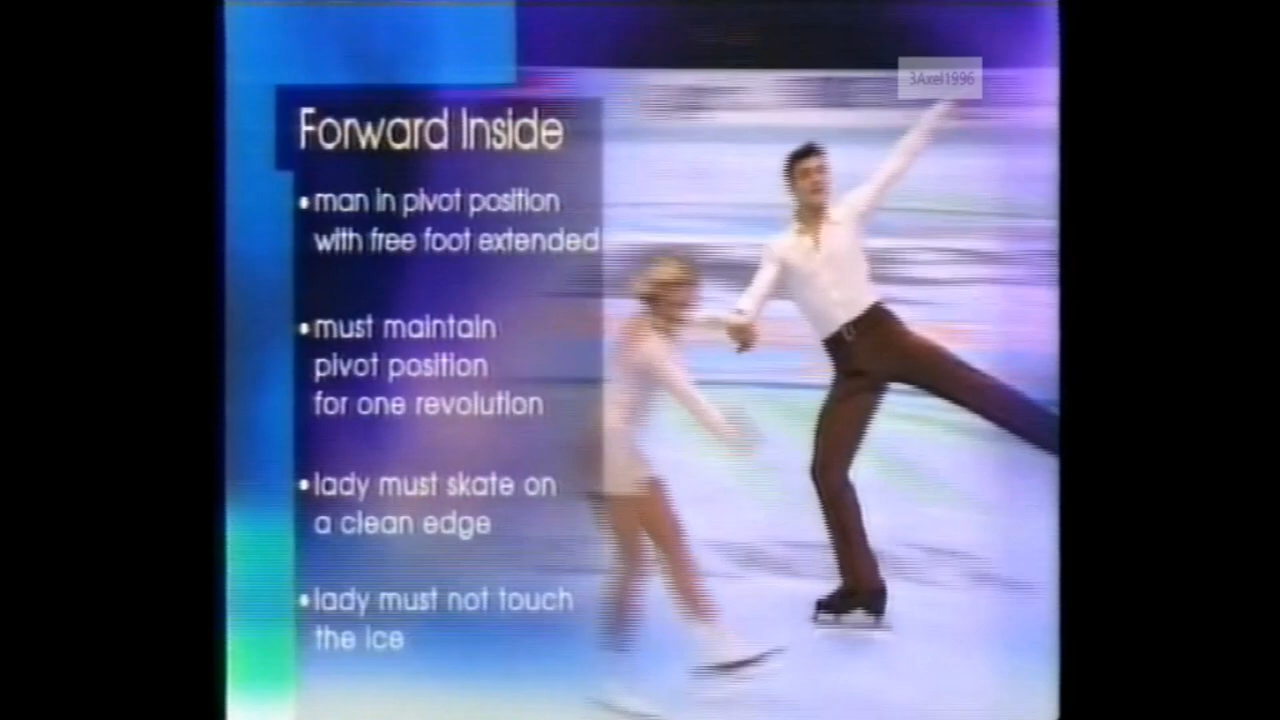 3Axel1996
Forward Inside
•man in pivot position
with free foot extended
•must maintain
pivot position
for one revolution
•lady must skate on
a clean edge
•lady must not touch
the ice